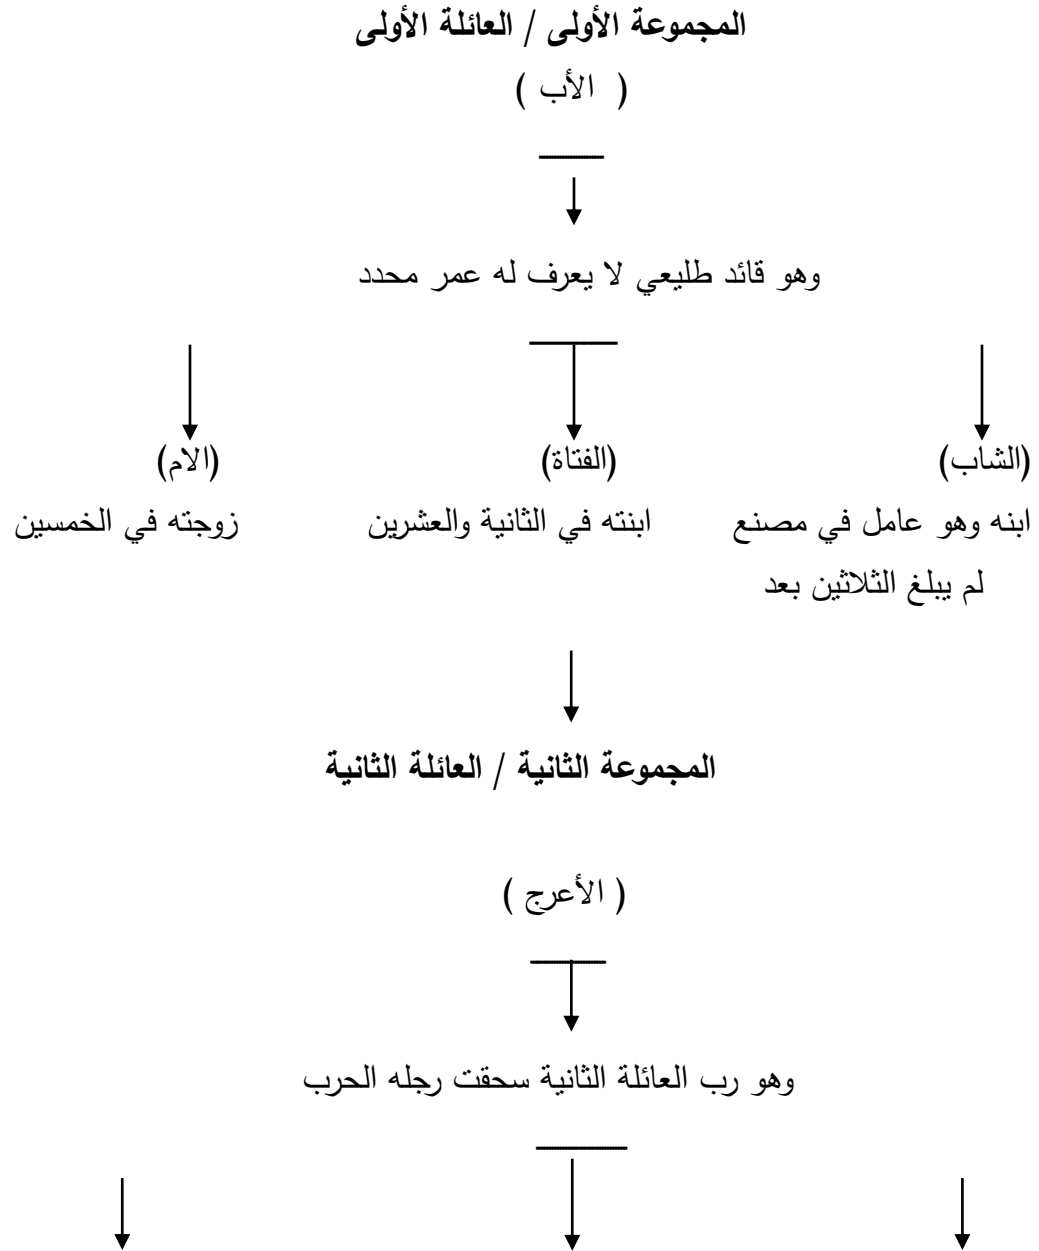 المجموعة الأولى / العائلة الأولى
( الأب )
وهو قائد طليعي لا يعرف له عمر محدد
(الشاب) (الفتاة) (الام)
ابنه وهو عامل في مصنع ابنته في الثانية والعشرين زوجته في الخمسين
لم يبلغ الثلاثين بعد
المجموعة الثانية / العائلة الثانية
( الأعرج )
وهو رب العائلة الثانية سحقت رجله الحرب